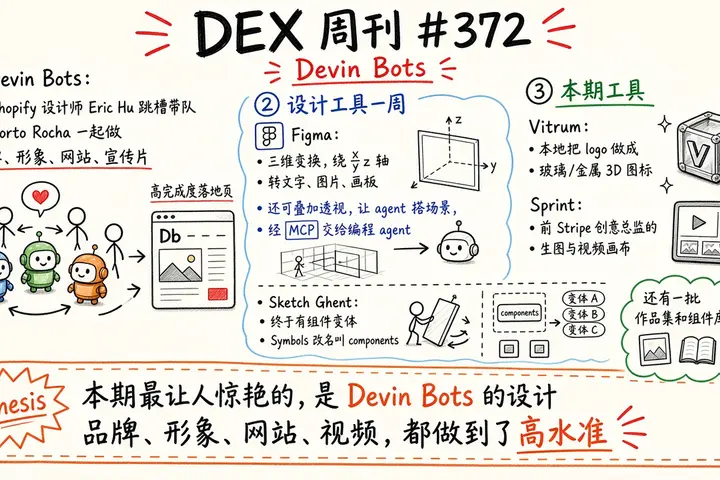 DEX 周刊 #372
Devin Bots
evin Bots:
hopify 设计师 Eric Hu 跳槽带队
orto Rocha 一起做
、形象、网站、宣传片
高完成度落地页
Db
② 设计工具一周
Figma:
• 三维变换，绕 x y z 轴
• 转文字、图片、画板
• 还可叠加透视，让 agent 搭场景，
• 经 MCP 交给编程 agent
z
y
x
• Sketch Ghent:
• 终于有组件变体
• Symbols 改名叫 components
components
变体 A
变体 B
变体 C
③ 本期工具
Vitrum:
• 本地把 logo 做成
• 玻璃/金属 3D 图标
V
Sprint:
• 前 Stripe 创意总监的
• 生图与视频画布
还有一批
作品集和组件库
nesis
本期最让人惊艳的，是 Devin Bots 的设计
品牌、形象、网站、视频，都做到了高水准